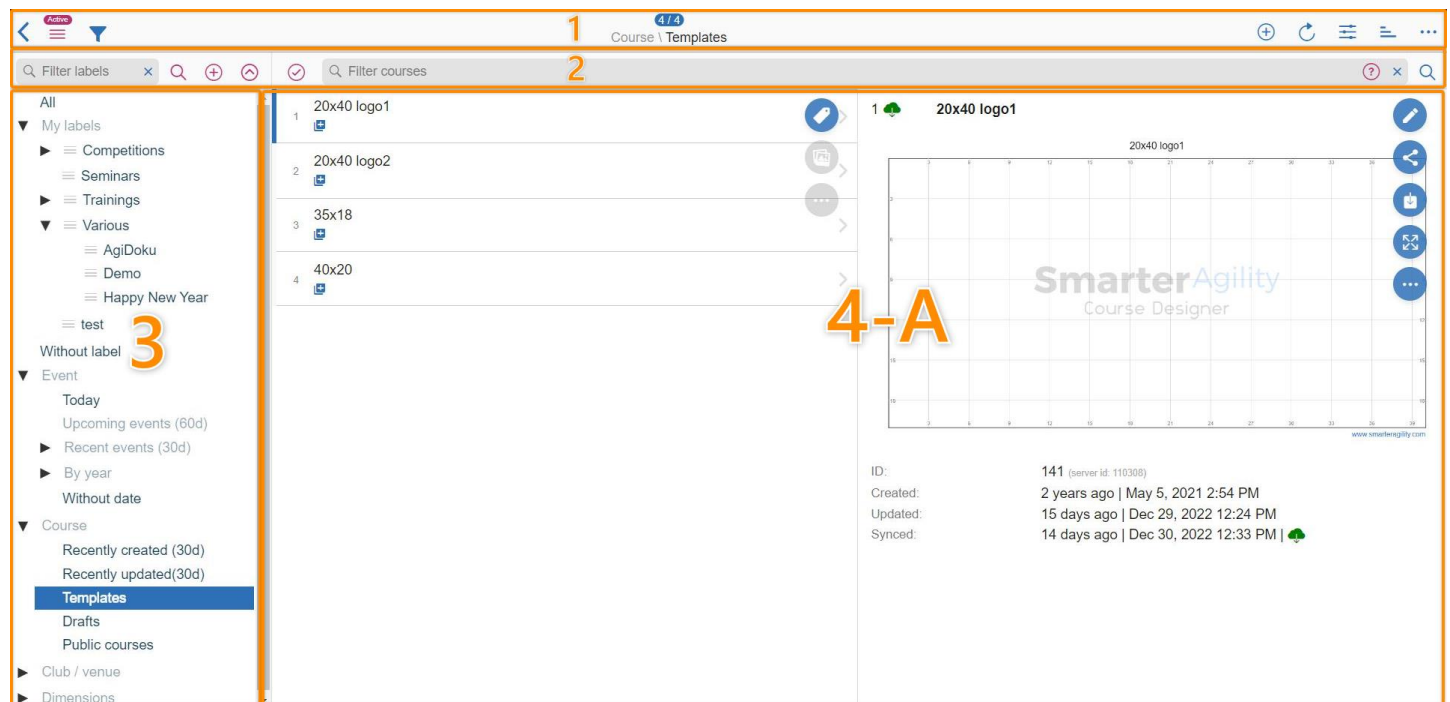 Active
1
4 / 4
Course \ Templates
Filter labels
2
Filter courses
All
My labels
Competitions
Seminars
Trainings
Various
AgiDoku
Demo
Happy New Year
test
Without label
3
Event
Today
Upcoming events (60d)
Recent events (30d)
By year
Without date
Course
Recently created (30d)
Recently updated(30d)
Templates
Drafts
Public courses
Club / venue
Dimensions
1 20x40 logo1
2 20x40 logo2
3 35x18
4 40x20
4-A
1 20x40 logo1
20x40 logo1
SmarterAgility
Course Designer
www.smarteragility.com
ID: 141 (server id: 110308)
Created: 2 years ago | May 5, 2021 2:54 PM
Updated: 15 days ago | Dec 29, 2022 12:24 PM
Synced: 14 days ago | Dec 30, 2022 12:33 PM |